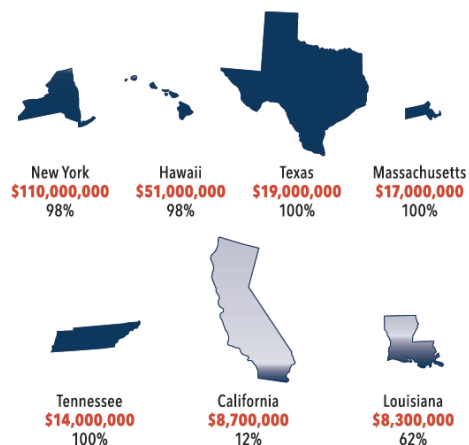 New York
$110,000,000
98%
Hawaii
$51,000,000
98%
Texas
$19,000,000
100%
Massachusetts
$17,000,000
100%
Tennessee
$14,000,000
100%
California
$8,700,000
12%
Louisiana
$8,300,000
62%